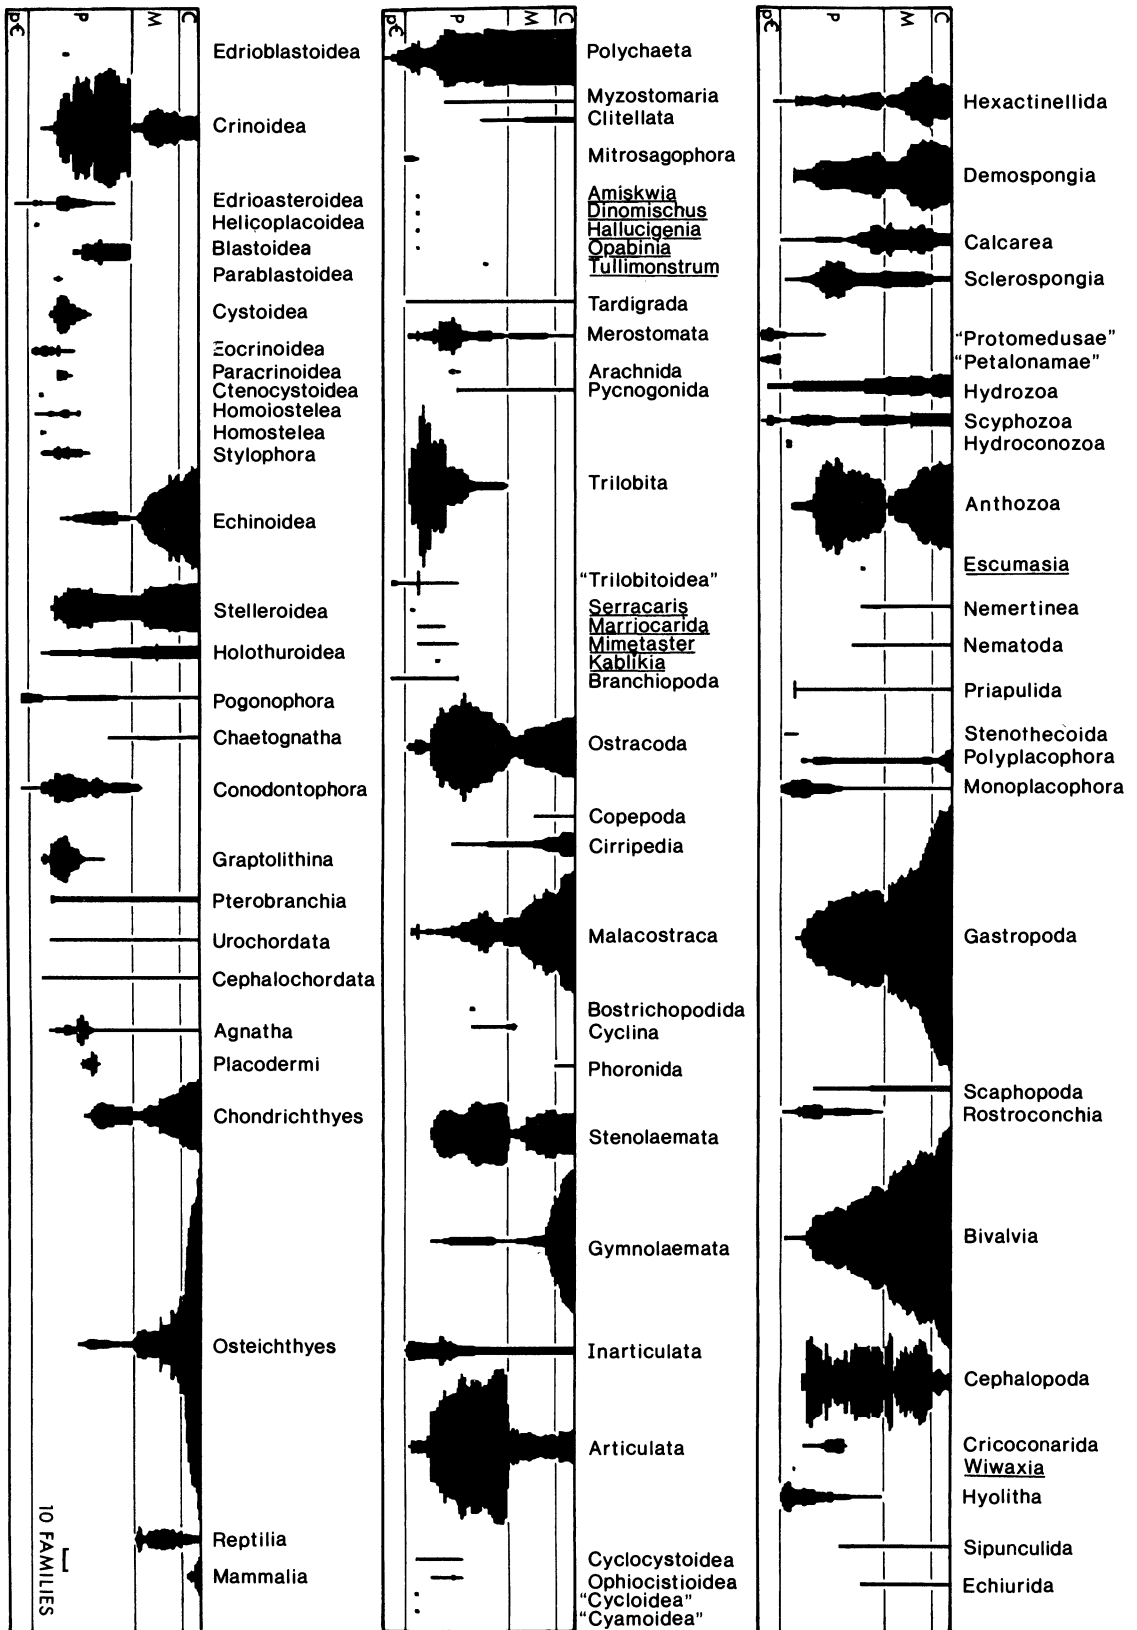 p€ P M C
Edrioblastoidea
Crinoidea
Edrioasteroidea
Helicoplacoidea
Blastoidea
Parablastoidea
Cystoidea
Eocrinoidea
Paracrinoidea
Ctenocystoidea
Homoiostelea
Homostelea
Stylophora
Echinoidea
Stelleroidea
Holothuroidea
Pogonophora
Chaetognatha
Conodontophora
Graptolithina
Pterobranchia
Urochordata
Cephalochordata
Agnatha
Placodermi
Chondrichthyes
Osteichthyes
Reptilia
Mammalia
10 FAMILIES
p€ P M C
Polychaeta
Myzostomaria
Clitellata
Mitrosagophora
Amiskwia
Dinomischus
Hallucigenia
Opabinia
Tullimonstrum
Tardigrada
Merostomata
Arachnida
Pycnogonida
Trilobita
"Trilobitoidea"
Serracaris
Marriocarida
Mimetaster
Kablikia
Branchiopoda
Ostracoda
Copepoda
Cirripedia
Malacostraca
Bostrichopodida
Cyclina
Phoronida
Stenolaemata
Gymnolaemata
Inarticulata
Articulata
Cyclocystoidea
Ophiocistioidea
"Cycloidea"
"Cyamoidea"
p€ P M C
Hexactinellida
Demospongia
Calcarea
Sclerospongia
"Protomedusae"
"Petalonamae"
Hydrozoa
Scyphozoa
Hydroconozoa
Anthozoa
Escumasia
Nemertinea
Nematoda
Priapulida
Stenothecoida
Polyplacophora
Monoplacophora
Gastropoda
Scaphopoda
Rostroconchia
Bivalvia
Cephalopoda
Cricoconarida
Wiwaxia
Hyolitha
Sipunculida
Echiurida